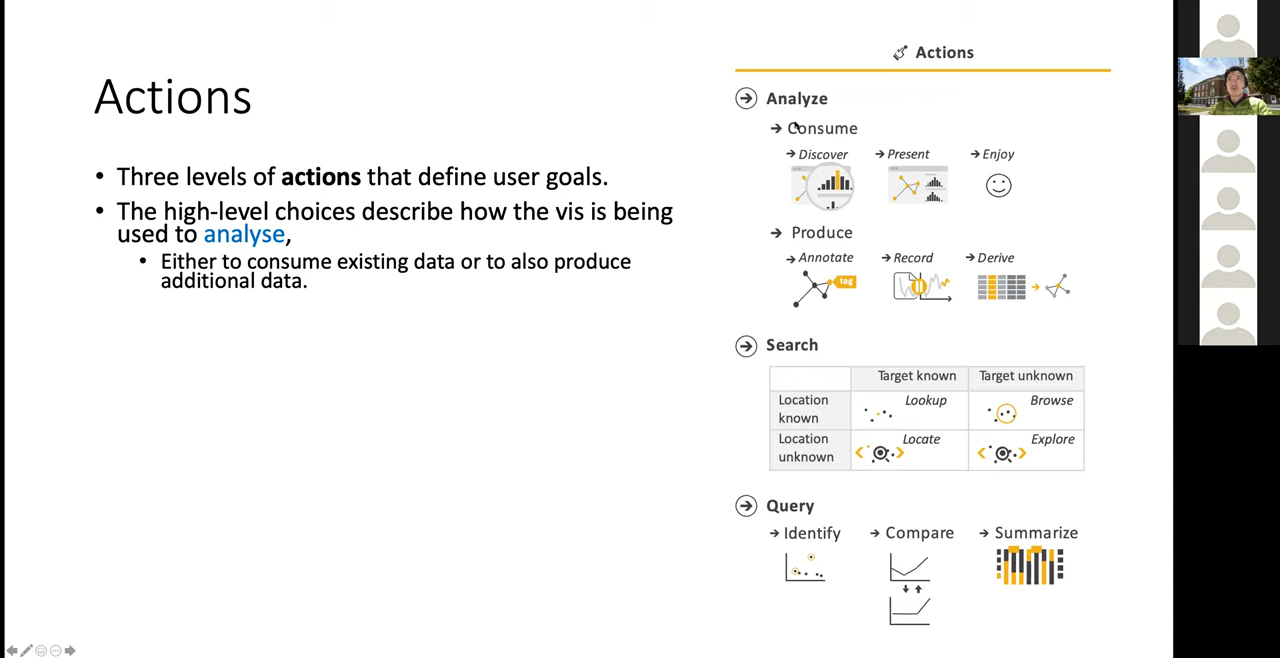 Actions
• Three levels of actions that define user goals.
• The high-level choices describe how the vis is being
used to analyse,
• Either to consume existing data or to also produce
additional data.
Actions
Analyze
Consume
Discover
Present
Enjoy
Produce
Annotate
Record
Derive
tag
Search
Target known
Target unknown
Location
known
Lookup
Browse
Location
unknown
Locate
Explore
Query
Identify
Compare
Summarize